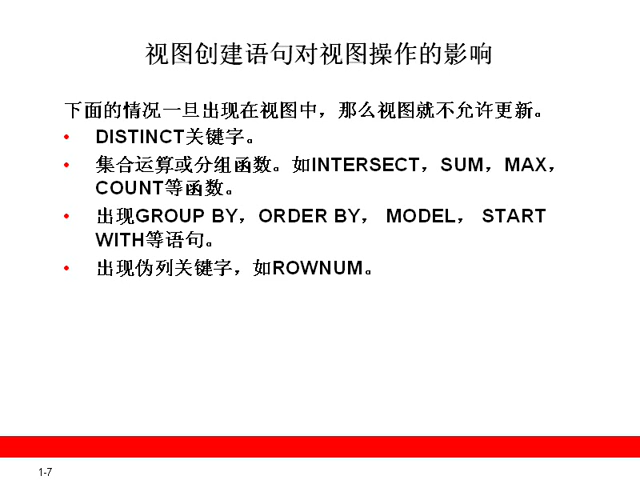 视图创建语句对视图操作的影响
下面的情况一旦出现在视图中，那么视图就不允许更新。
• DISTINCT关键字。
• 集合运算或分组函数。如INTERSECT，SUM，MAX，
COUNT等函数。
• 出现GROUP BY，ORDER BY， MODEL， START
WITH等语句。
• 出现伪列关键字，如ROWNUM。
1-7